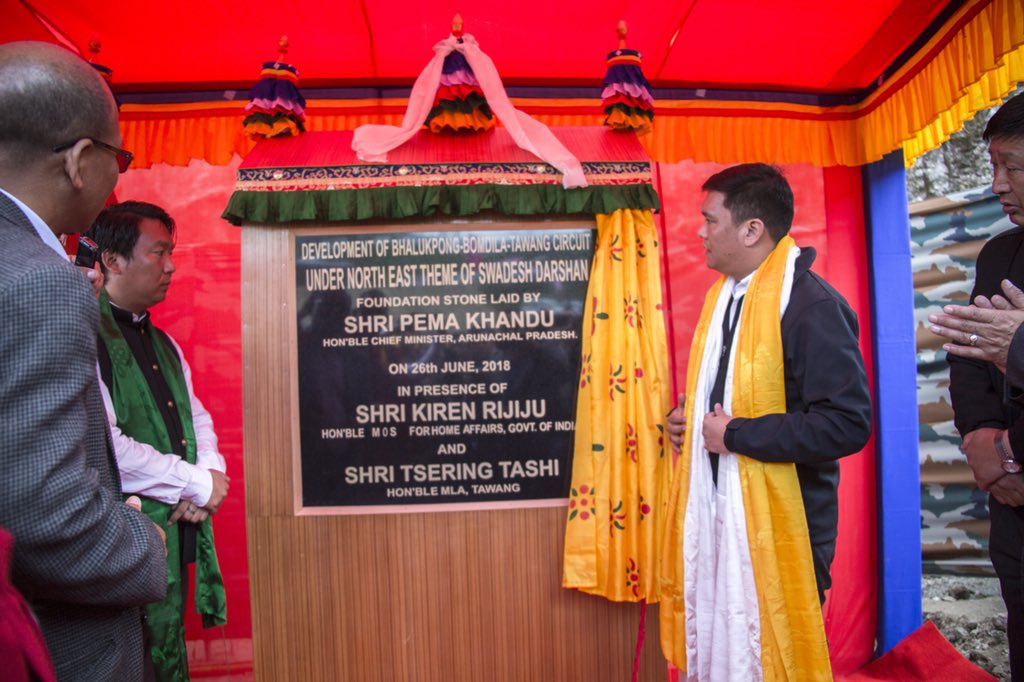 DEVELOPMENT OF BHALUKPONG-BOMDILA-TAWANG CIRCUIT
UNDER NORTH EAST THEME OF SWADESH DARSHAN
FOUNDATION STONE LAID BY
SHRI PEMA KHANDU
HON'BLE CHIEF MINISTER, ARUNACHAL PRADESH.
ON 26th JUNE, 2018
IN PRESENCE OF
SHRI KIREN RIJIJU
HON'BLE M0S FOR HOME AFFAIRS, GOVT. OF INDIA
AND
SHRI TSERING TASHI
HON'BLE MLA, TAWANG